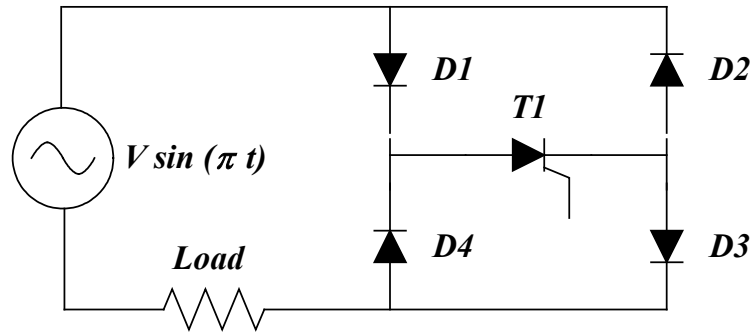 D1
D2
T1
V sin (π t)
Load
D4
D3